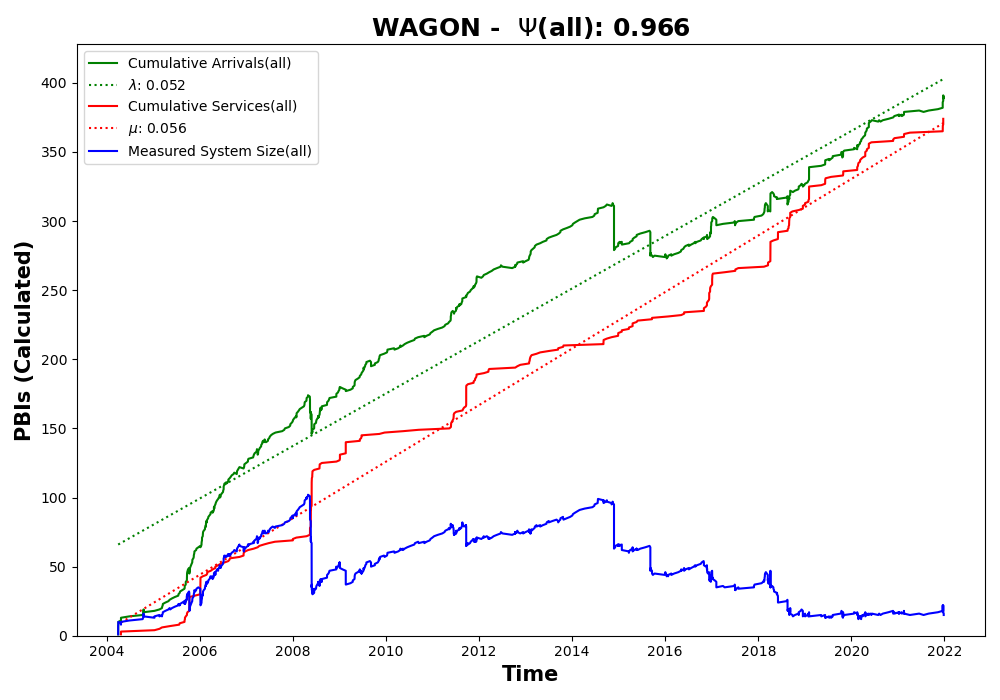 WAGON - Ψ(all): 0.966
Cumulative Arrivals(all)
λ: 0.052
Cumulative Services(all)
μ: 0.056
Measured System Size(all)
PBIs (Calculated)
400
350
300
250
200
150
100
50
0
2004 2006 2008 2010 2012 2014 2016 2018 2020 2022
Time